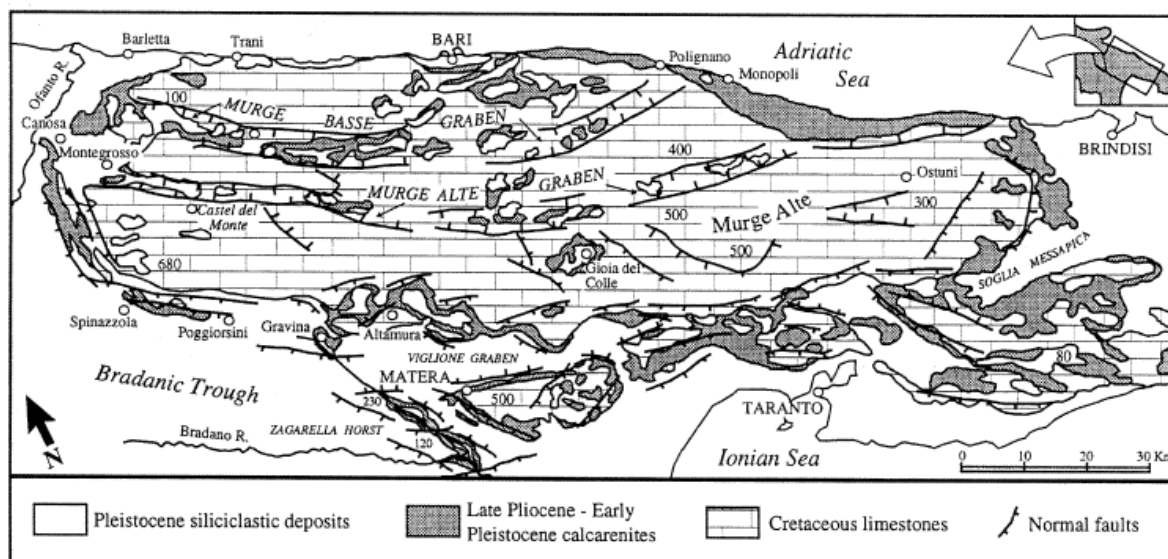 Barletta
Trani
BARI
Polignano
Monopoli
Adriatic
Sea
Ofanto R.
Canosa
Montegrosso
100
MURGE
BASSE
GRABEN
400
BRINDISI
Ostuni
MURGE ALTE
GRABEN
Castel del
Monte
500
Murge Alte
300
500
680
Gioia del
Colle
SOGLIA MESSAPICA
Spinazzola
Poggiorsini
Gravina
Altamura
VIGLIONE GRABEN
Bradanic Trough
MATERA
500
80
230
ZAGARELLA HORST
120
TARANTO
Bradano R.
Ionian Sea
N
0 10 20 30 Km
Pleistocene siliciclastic deposits
Late Pliocene - Early
Pleistocene calcarenites
Cretaceous limestones
Normal faults